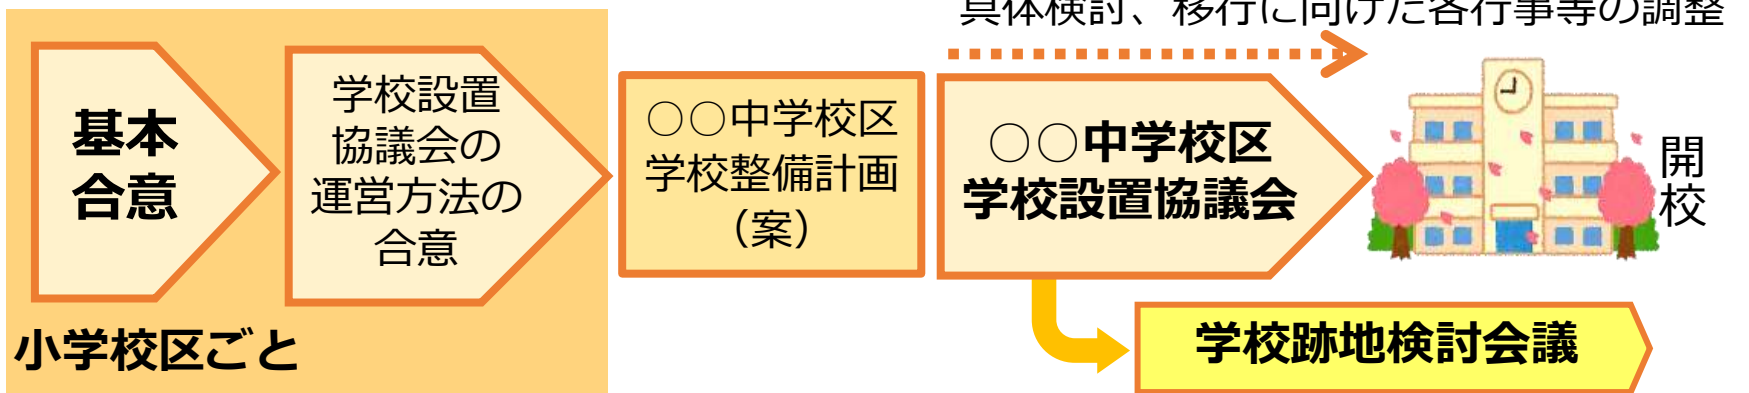 具体検討、移行に向けた各行事等の調整
基本
合意
学校設置
協議会の
運営方法の
合意
小学校区ごと
○○中学校区
学校整備計画
（案）
○○中学校区
学校設置協議会
開
校
学校跡地検討会議